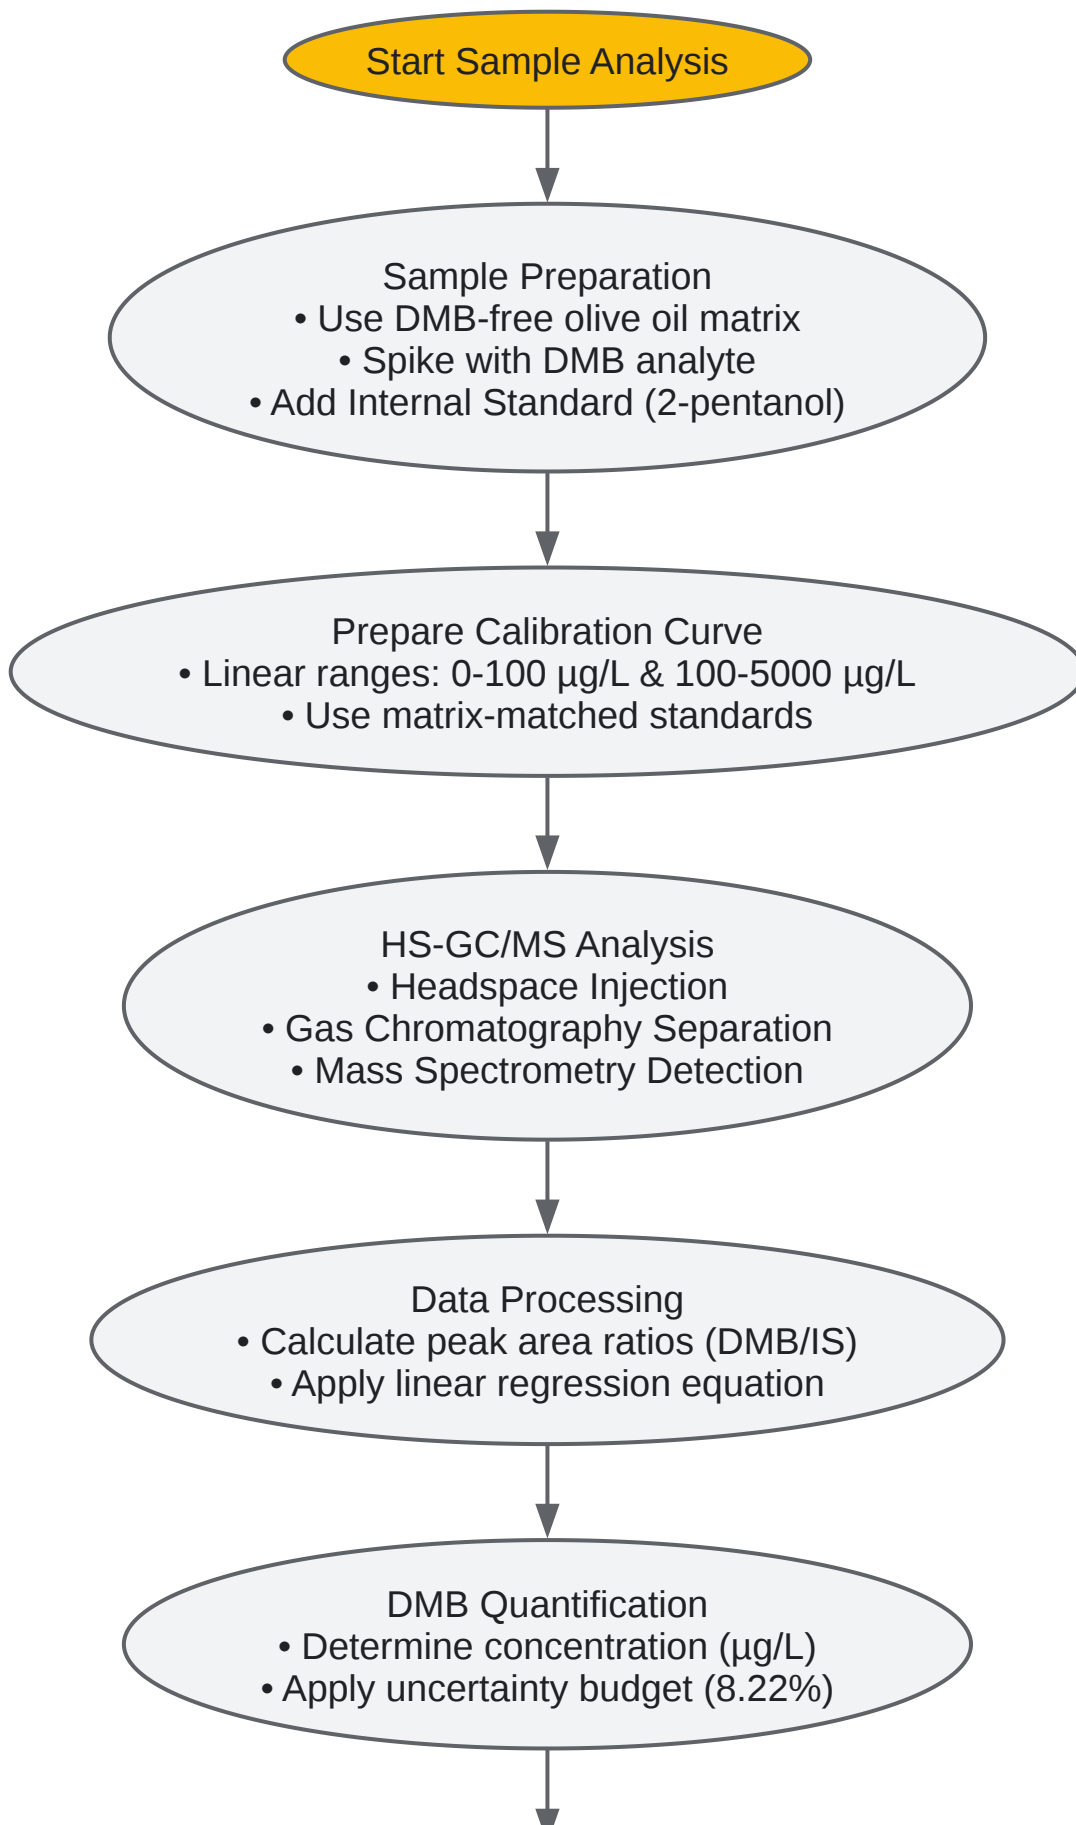 Start Sample Analysis
Sample Preparation
• Use DMB-free olive oil matrix
• Spike with DMB analyte
• Add Internal Standard (2-pentanol)
Prepare Calibration Curve
• Linear ranges: 0-100 µg/L & 100-5000 µg/L
• Use matrix-matched standards
HS-GC/MS Analysis
• Headspace Injection
• Gas Chromatography Separation
• Mass Spectrometry Detection
Data Processing
• Calculate peak area ratios (DMB/IS)
• Apply linear regression equation
DMB Quantification
• Determine concentration (µg/L)
• Apply uncertainty budget (8.22%)